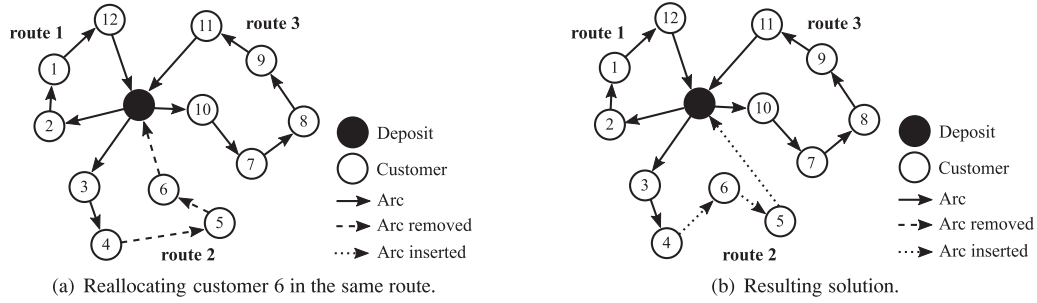 12
11
route 3
route 1
1
9
10
8
2
7
Deposit
3
6
Customer
5
Arc
4
Arc removed
route 2
Arc inserted
(a) Reallocating customer 6 in the same route.
12
11
route 3
route 1
1
9
10
8
2
7
Deposit
3
6
Customer
5
Arc
4
Arc removed
route 2
Arc inserted
(b) Resulting solution.